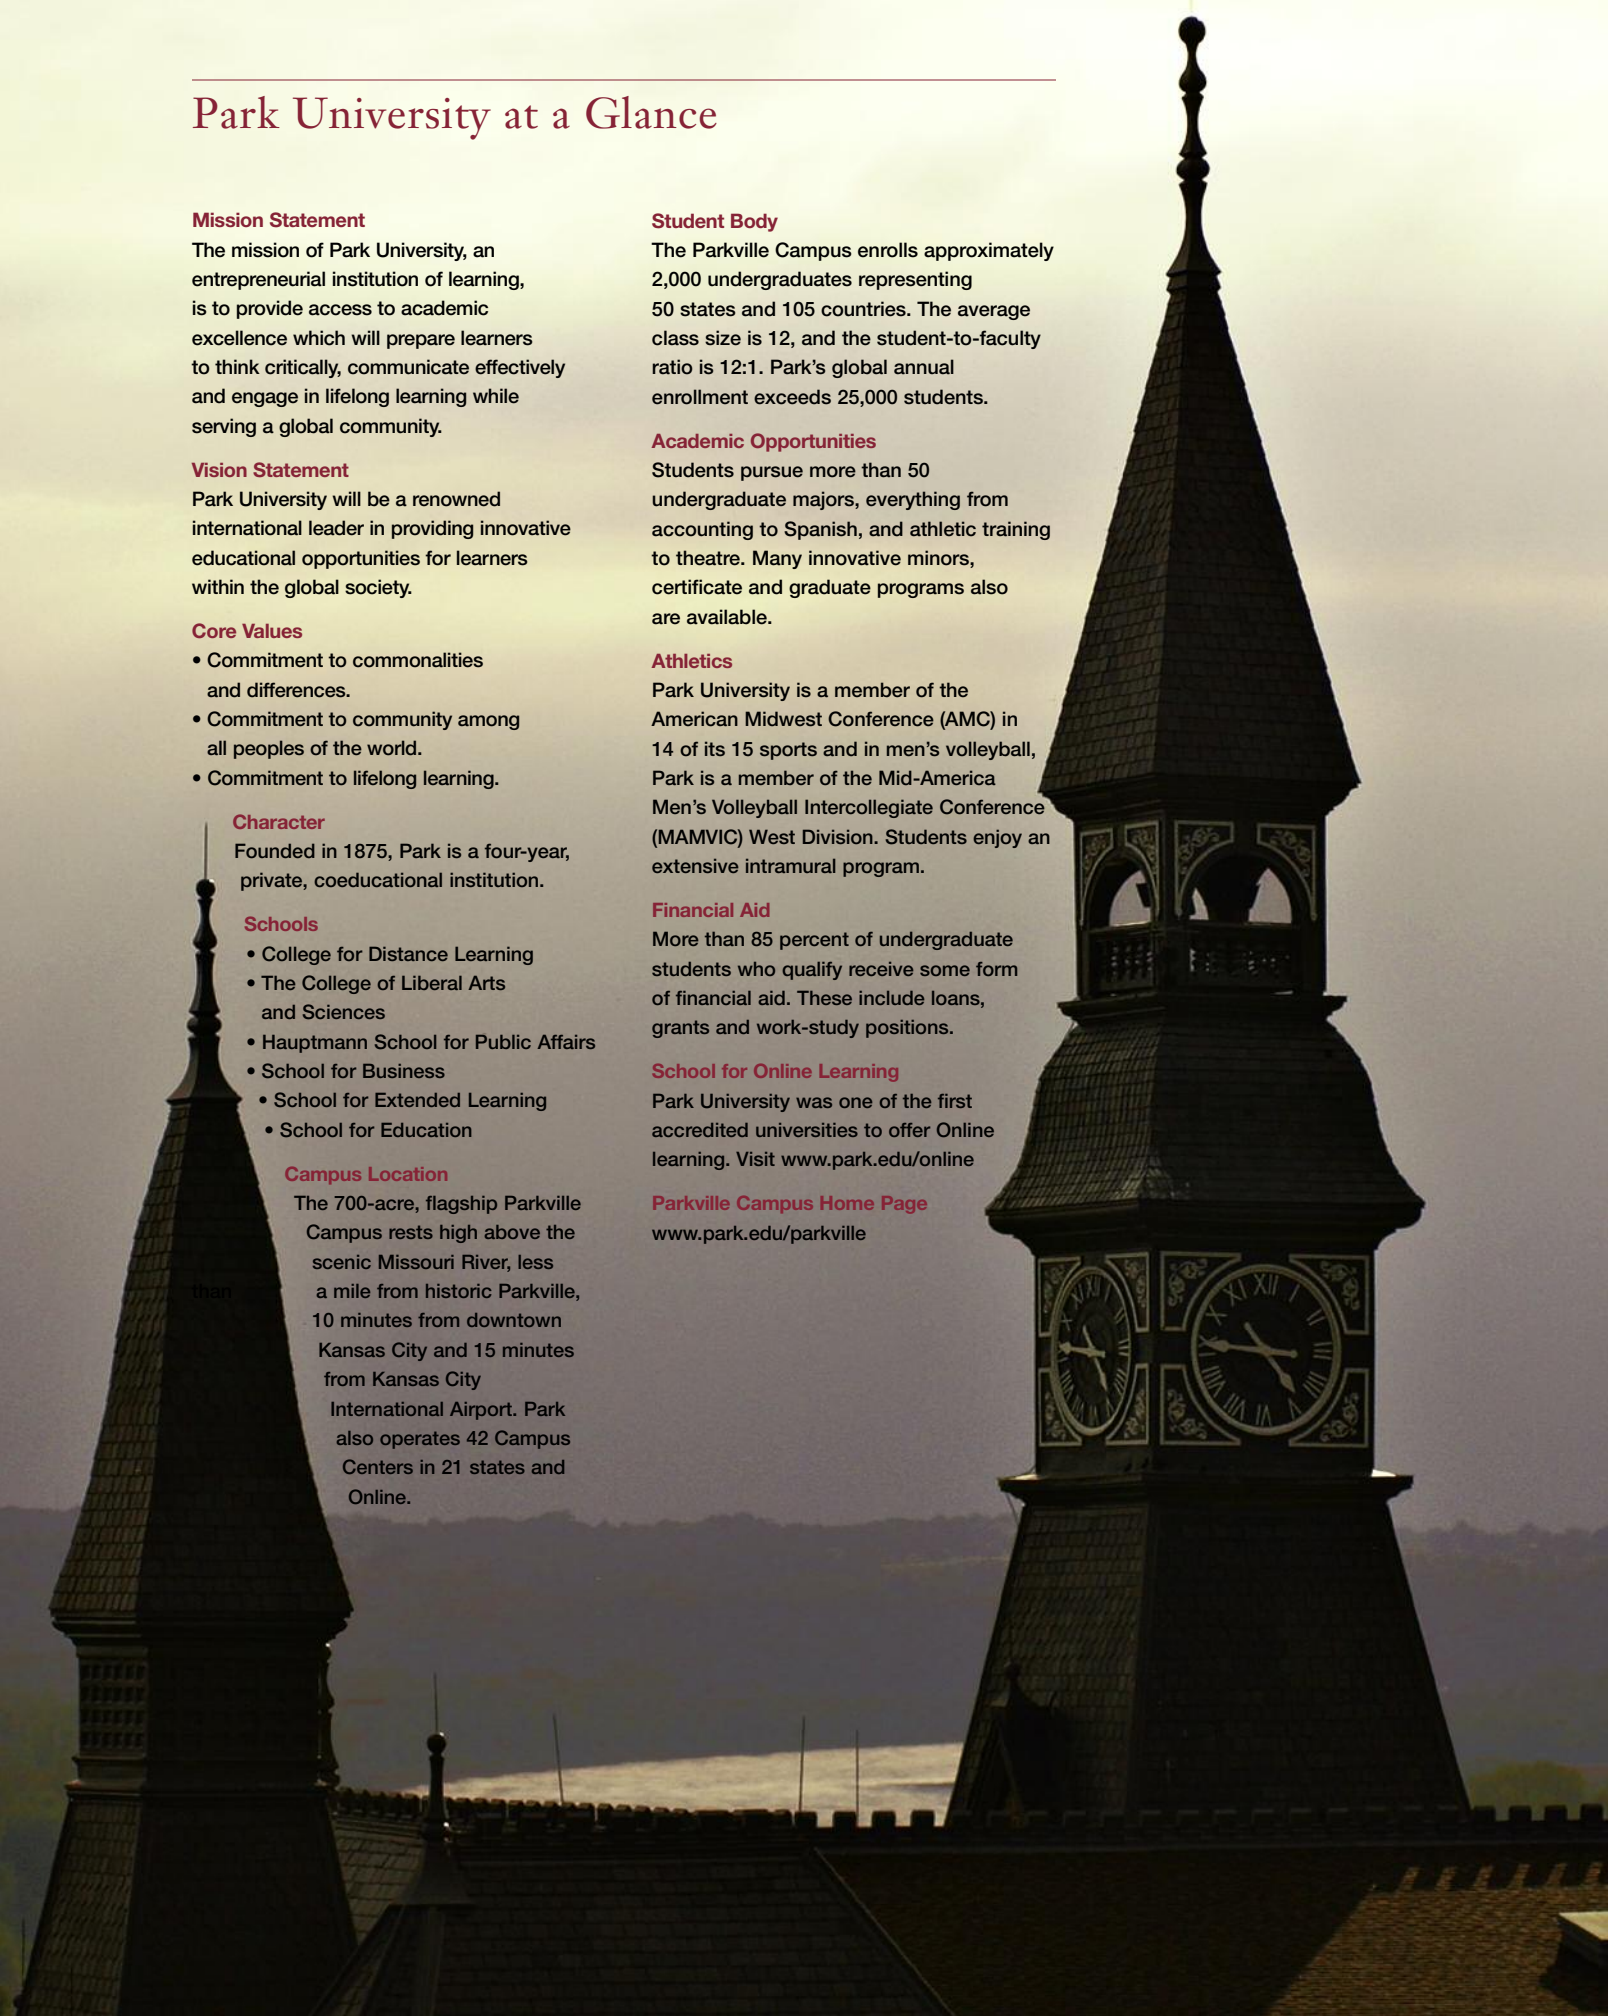 Park University at a Glance
Mission Statement
The mission of Park University, an
entrepreneurial institution of learning,
is to provide access to academic
excellence which will prepare learners
to think critically, communicate effectively
and engage in lifelong learning while
serving a global community.
Vision Statement
Park University will be a renowned
international leader in providing innovative
educational opportunities for learners
within the global society.
Core Values
• Commitment to commonalities
and differences.
• Commitment to community among
all peoples of the world.
• Commitment to lifelong learning.
Character
Founded in 1875, Park is a four-year,
private, coeducational institution.
Schools
• College for Distance Learning
• The College of Liberal Arts
and Sciences
• Hauptmann School for Public Affairs
• School for Business
• School for Extended Learning
• School for Education
Campus Location
The 700-acre, flagship Parkville
Campus rests high above the
scenic Missouri River, less
than a mile from historic Parkville,
10 minutes from downtown
Kansas City and 15 minutes
from Kansas City
International Airport. Park
also operates 42 Campus
Centers in 21 states and
Online.
Student Body
The Parkville Campus enrolls approximately
2,000 undergraduates representing
50 states and 105 countries. The average
class size is 12, and the student-to-faculty
ratio is 12:1. Park’s global annual
enrollment exceeds 25,000 students.
Academic Opportunities
Students pursue more than 50
undergraduate majors, everything from
accounting to Spanish, and athletic training
to theatre. Many innovative minors,
certificate and graduate programs also
are available.
Athletics
Park University is a member of the
American Midwest Conference (AMC) in
14 of its 15 sports and in men’s volleyball,
Park is a member of the Mid-America
Men’s Volleyball Intercollegiate Conference
(MAMVIC) West Division. Students enjoy an
extensive intramural program.
Financial Aid
More than 85 percent of undergraduate
students who qualify receive some form
of financial aid. These include loans,
grants and work-study positions.
School for Online Learning
Park University was one of the first
accredited universities to offer Online
learning. Visit www.park.edu/online
Parkville Campus Home Page
www.park.edu/parkville